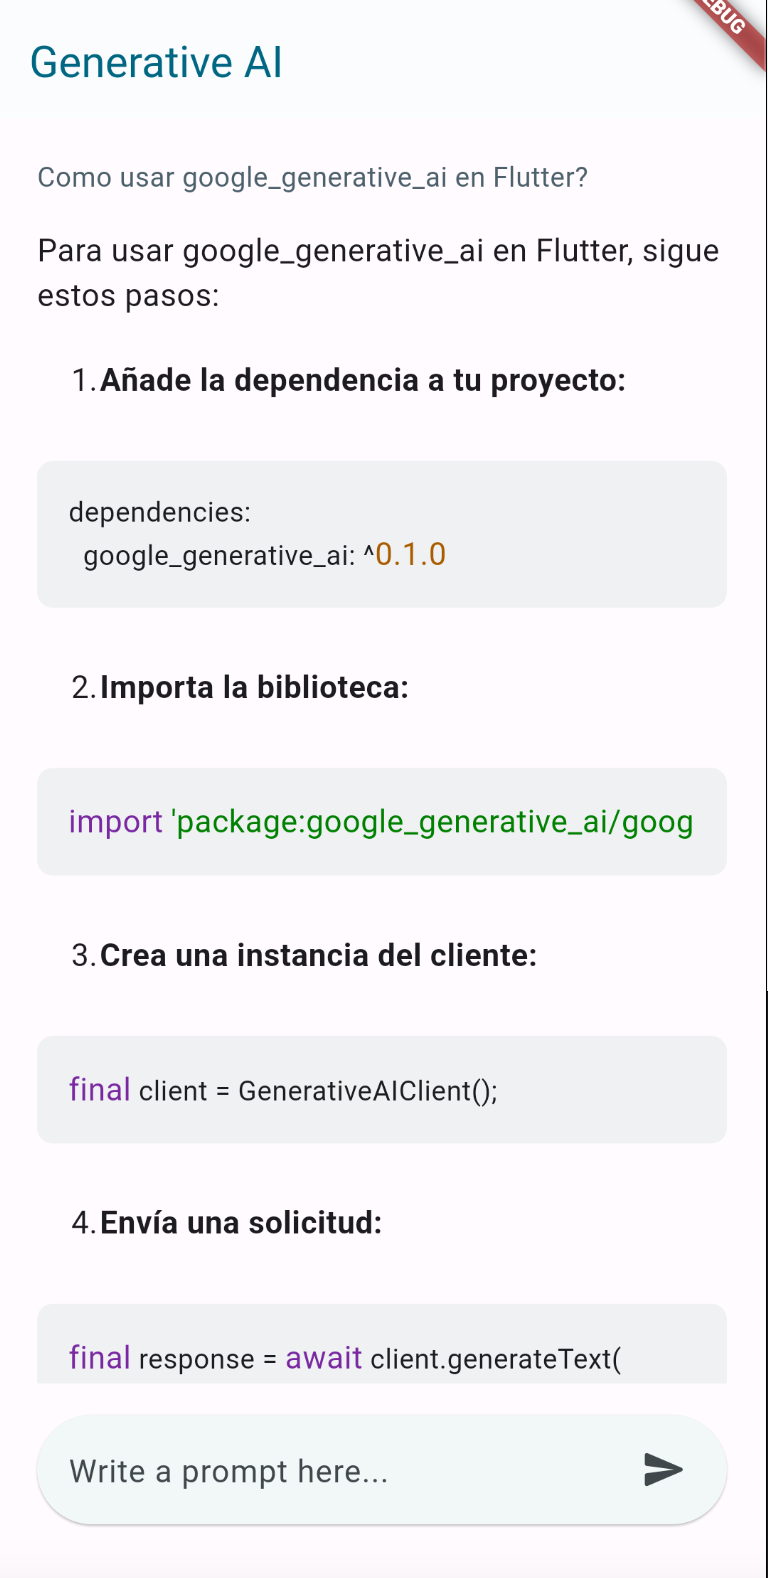 EBUG
Generative AI
Como usar google_generative_ai en Flutter?
Para usar google_generative_ai en Flutter, sigue
estos pasos:
1. Añade la dependencia a tu proyecto:
dependencies:
  google_generative_ai: ^0.1.0
2. Importa la biblioteca:
import 'package:google_generative_ai/goog
3. Crea una instancia del cliente:
final client = GenerativeAIClient();
4. Envía una solicitud:
final response = await client.generateText(
Write a prompt here...